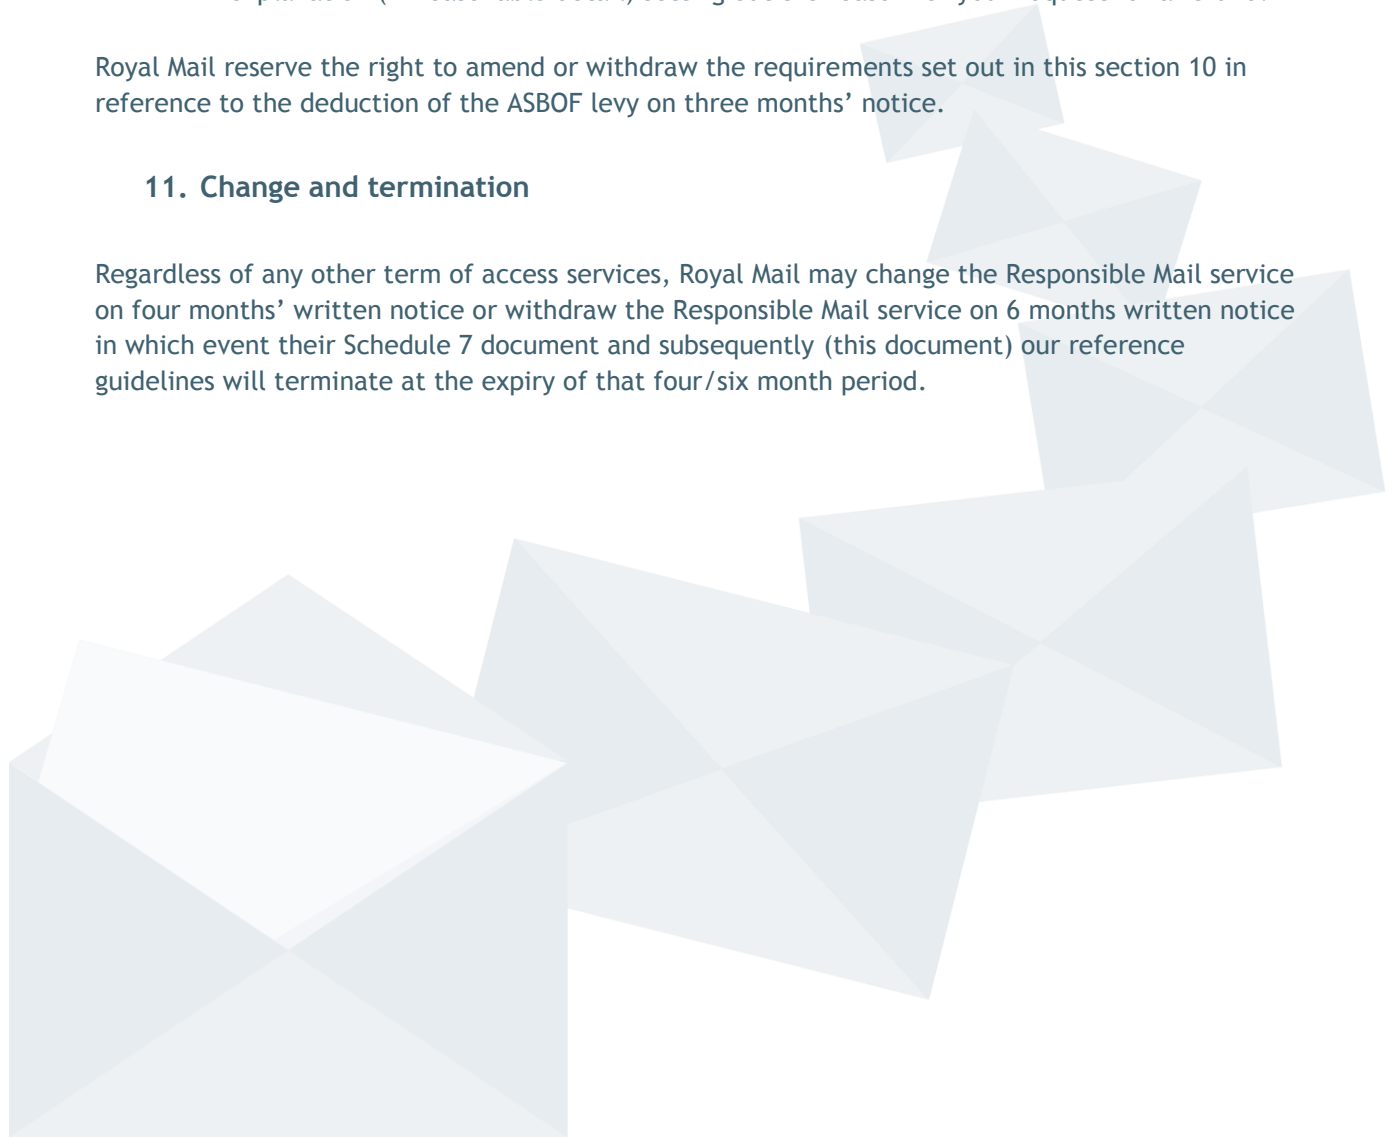 Royal Mail reserve the right to amend or withdraw the requirements set out in this section 10 in
reference to the deduction of the ASBOF levy on three months’ notice.
11. Change and termination
Regardless of any other term of access services, Royal Mail may change the Responsible Mail service
on four months’ written notice or withdraw the Responsible Mail service on 6 months written notice
in which event their Schedule 7 document and subsequently (this document) our reference
guidelines will terminate at the expiry of that four/six month period.